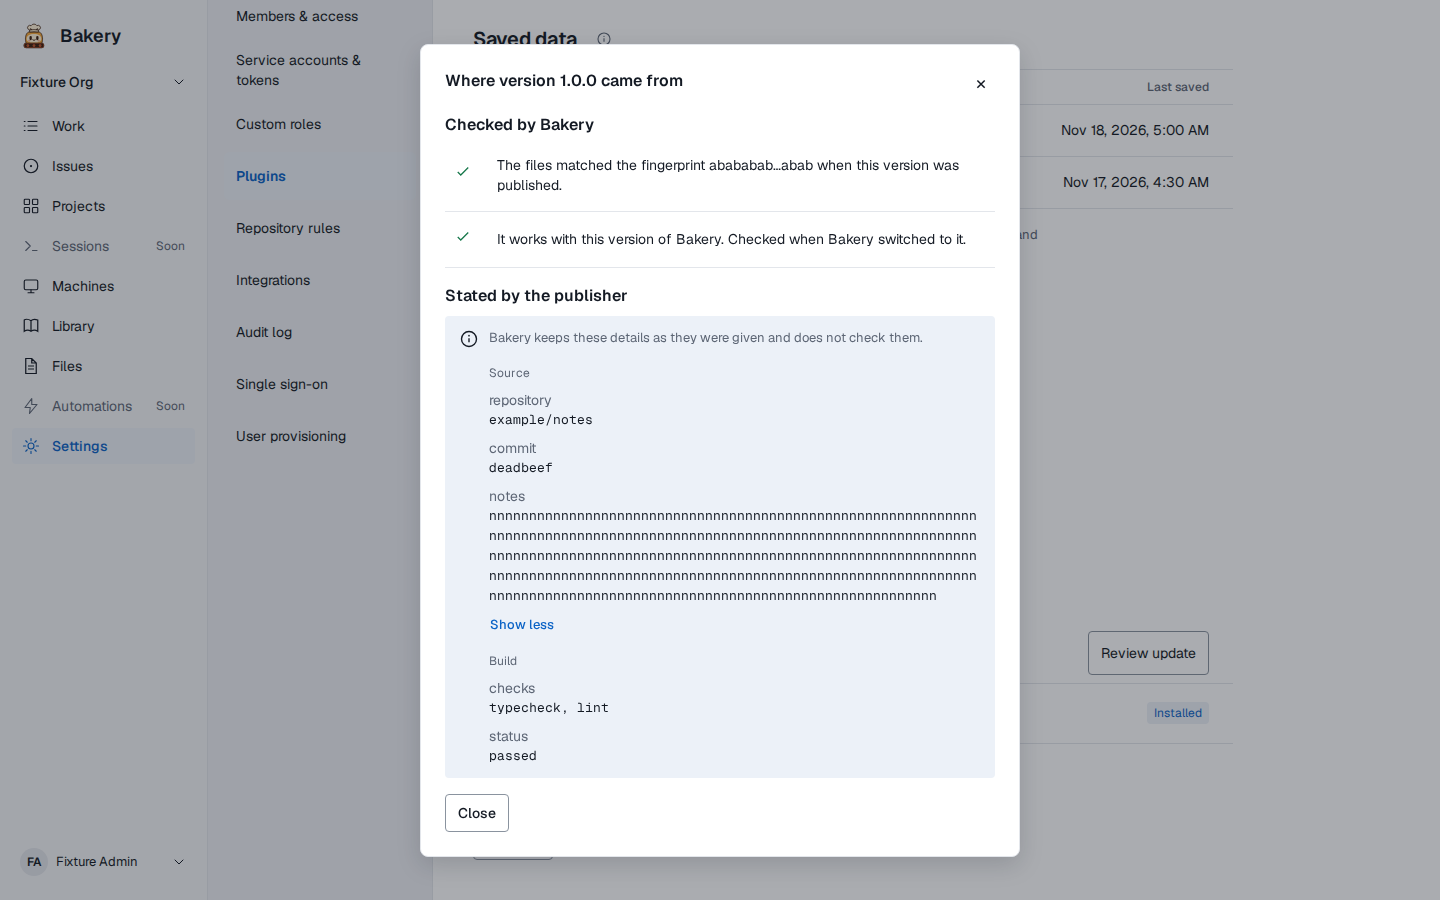 Bakery
Fixture Org
Work
Issues
Projects
Sessions Soon
Machines
Library
Files
Automations Soon
Settings
FA Fixture Admin
Members & access
Service accounts &
tokens
Custom roles
Plugins
Repository rules
Integrations
Audit log
Single sign-on
User provisioning
Saved data
Last saved
Nov 18, 2026, 5:00 AM
Nov 17, 2026, 4:30 AM
and
Review update
Installed
Where version 1.0.0 came from
Checked by Bakery
The files matched the fingerprint abababab…abab when this version was
published.
It works with this version of Bakery. Checked when Bakery switched to it.
Stated by the publisher
Bakery keeps these details as they were given and does not check them.
Source
repository
example/notes
commit
deadbeef
notes
nnnnnnnnnnnnnnnnnnnnnnnnnnnnnnnnnnnnnnnnnnnnnnnnnnnnnnnnnnnnn
nnnnnnnnnnnnnnnnnnnnnnnnnnnnnnnnnnnnnnnnnnnnnnnnnnnnnnnnnnnnn
nnnnnnnnnnnnnnnnnnnnnnnnnnnnnnnnnnnnnnnnnnnnnnnnnnnnnnnnnnnnn
nnnnnnnnnnnnnnnnnnnnnnnnnnnnnnnnnnnnnnnnnnnnnnnnnnnnnnnnnnnnn
nnnnnnnnnnnnnnnnnnnnnnnnnnnnnnnnnnnnnnnnnnnnnnnnnnnnnnnn
Show less
Build
checks
typecheck, lint
status
passed
Close